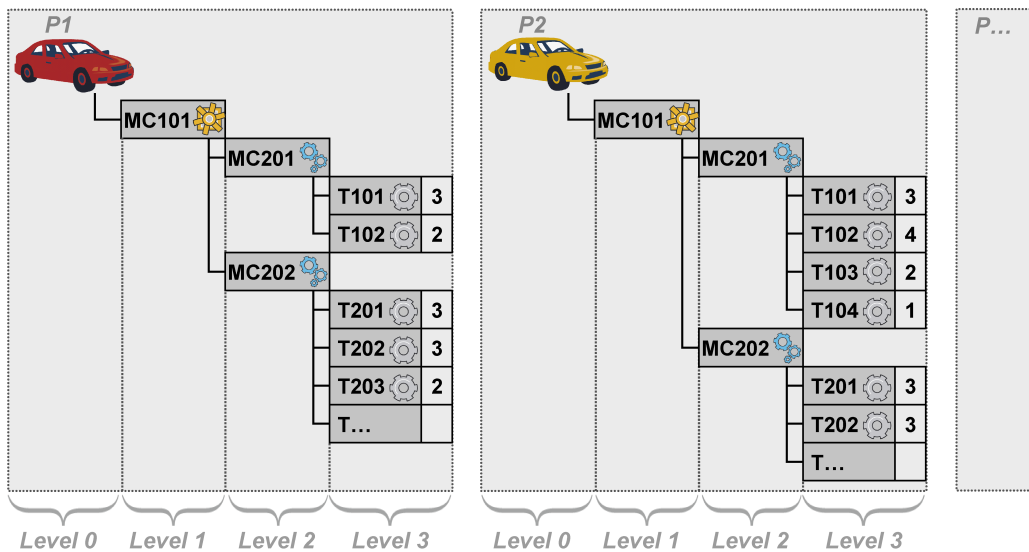 P1
MC101
MC201
T101 3
T102 2
MC202
T201 3
T202 3
T203 2
T...
Level 0 Level 1 Level 2 Level 3
P2
MC101
MC201
T101 3
T102 4
T103 2
T104 1
MC202
T201 3
T202 3
T...
Level 0 Level 1 Level 2 Level 3
P...